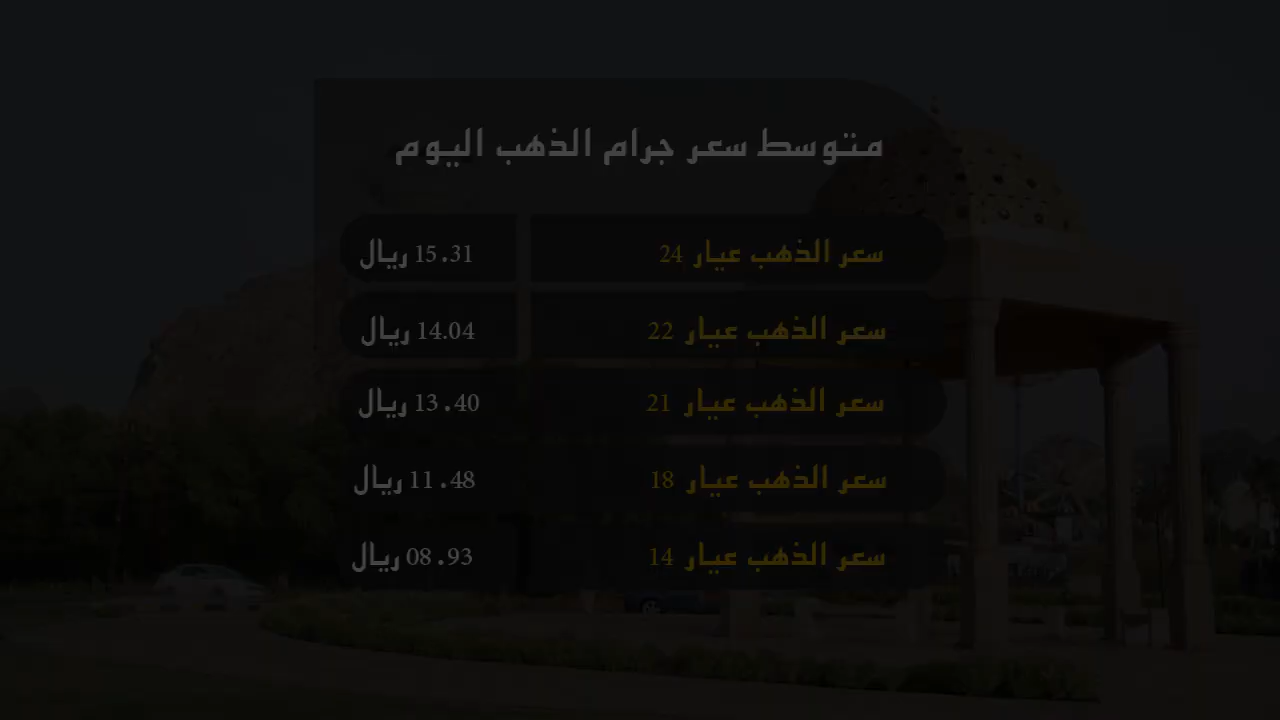 متوسط سعر جرام الذهب اليوم
سعر الذهب عيار 24 15.31 ريال
سعر الذهب عيار 22 14.04 ريال
سعر الذهب عيار 21 13.40 ريال
سعر الذهب عيار 18 11.48 ريال
سعر الذهب عيار 14 08.93 ريال